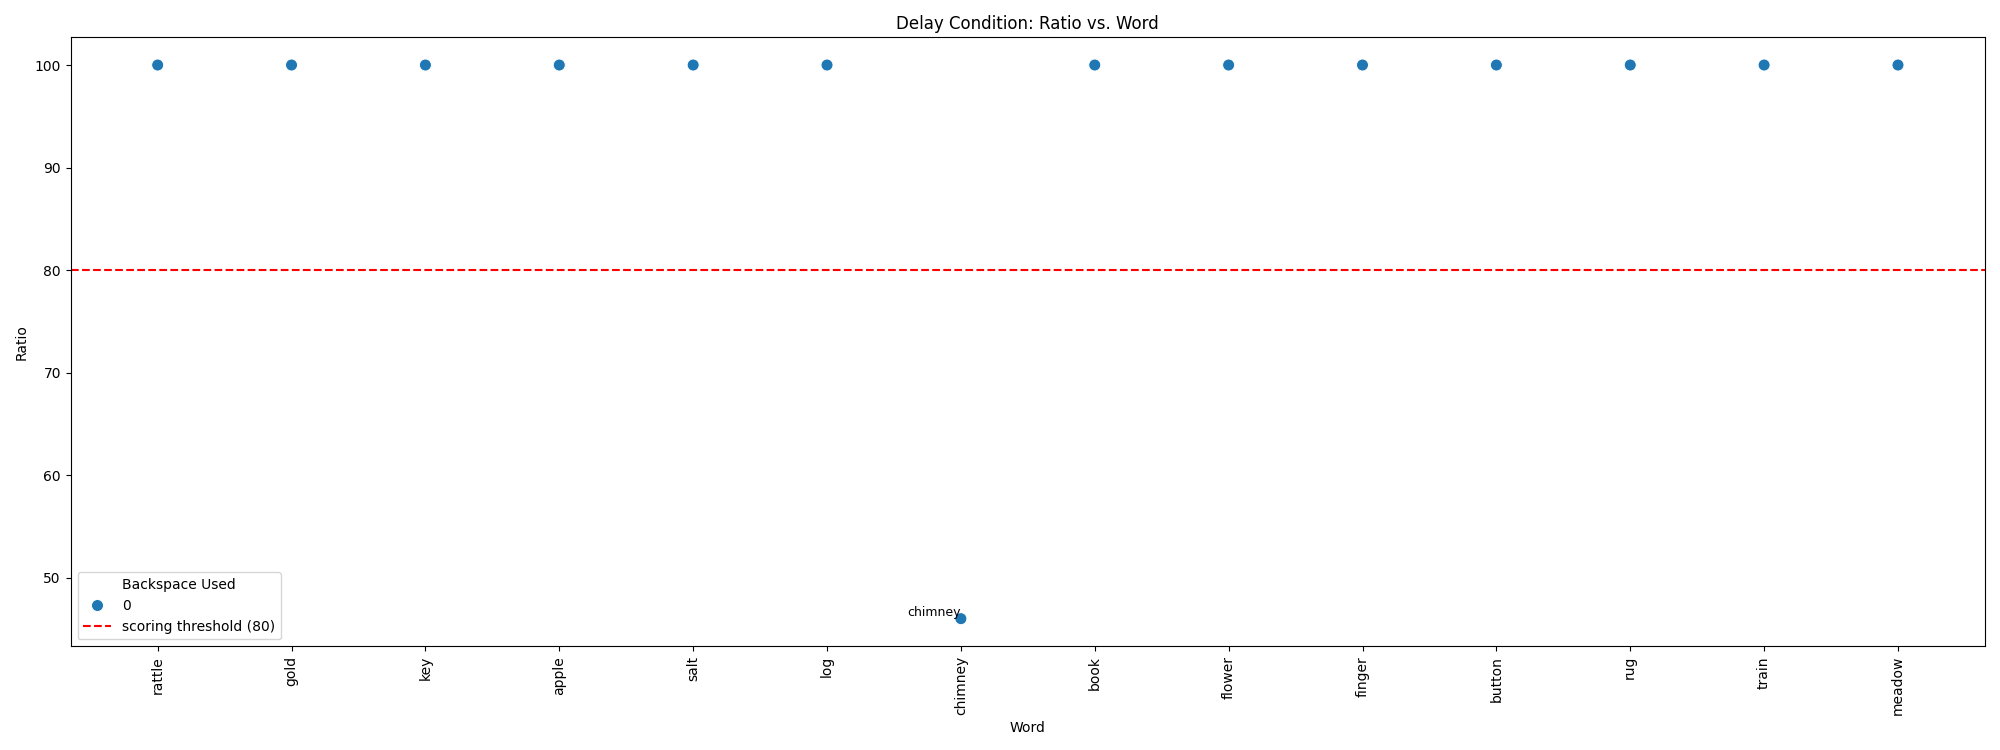 Delay Condition: Ratio vs. Word
100
90
80
70
60
50
Ratio
chimney
Backspace Used
0
scoring threshold (80)
rattle
gold
key
apple
salt
log
chimney
book
flower
finger
button
rug
train
meadow
Word